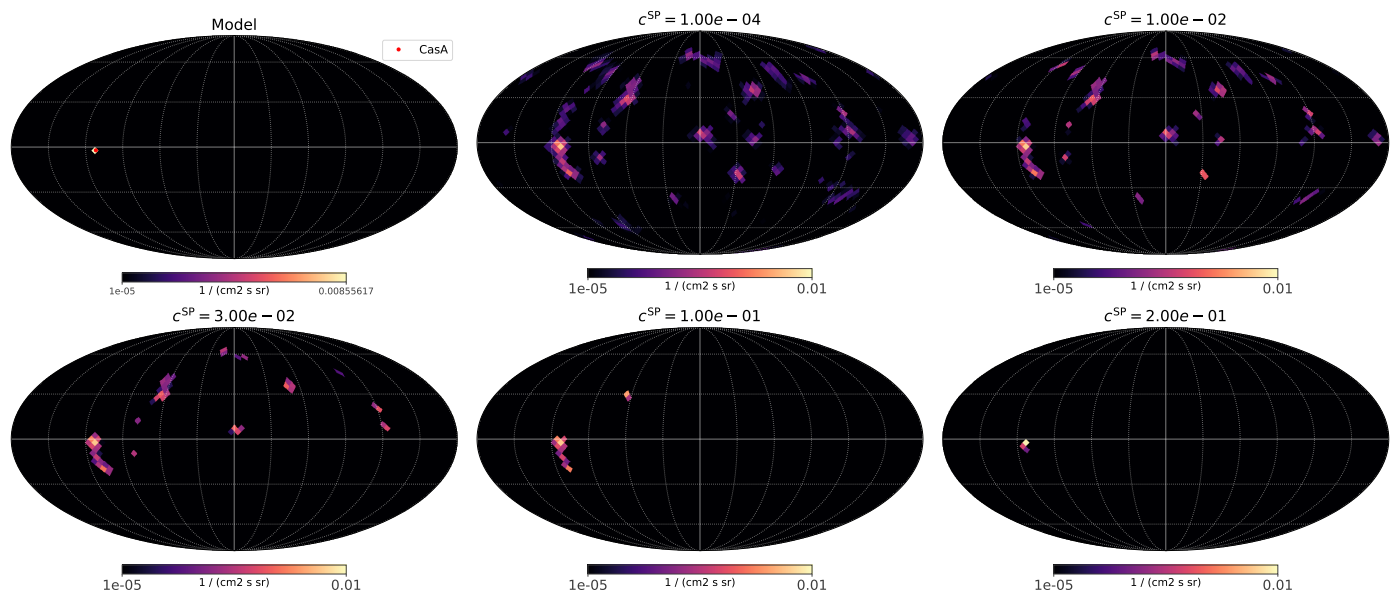 Model
CasA
1e-05
1 / (cm2 s sr)
0.00855617
c^SP = 1.00e − 04
1e-05
1 / (cm2 s sr)
0.01
c^SP = 1.00e − 02
1e-05
1 / (cm2 s sr)
0.01
c^SP = 3.00e − 02
1e-05
1 / (cm2 s sr)
0.01
c^SP = 1.00e − 01
1e-05
1 / (cm2 s sr)
0.01
c^SP = 2.00e − 01
1e-05
1 / (cm2 s sr)
0.01